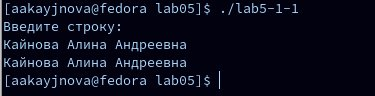 [aakayjnova@fedora lab05]$ ./lab5-1-1
Введите строку:
Кайнова Алина Андреевна
Кайнова Алина Андреевна
[aakayjnova@fedora lab05]$